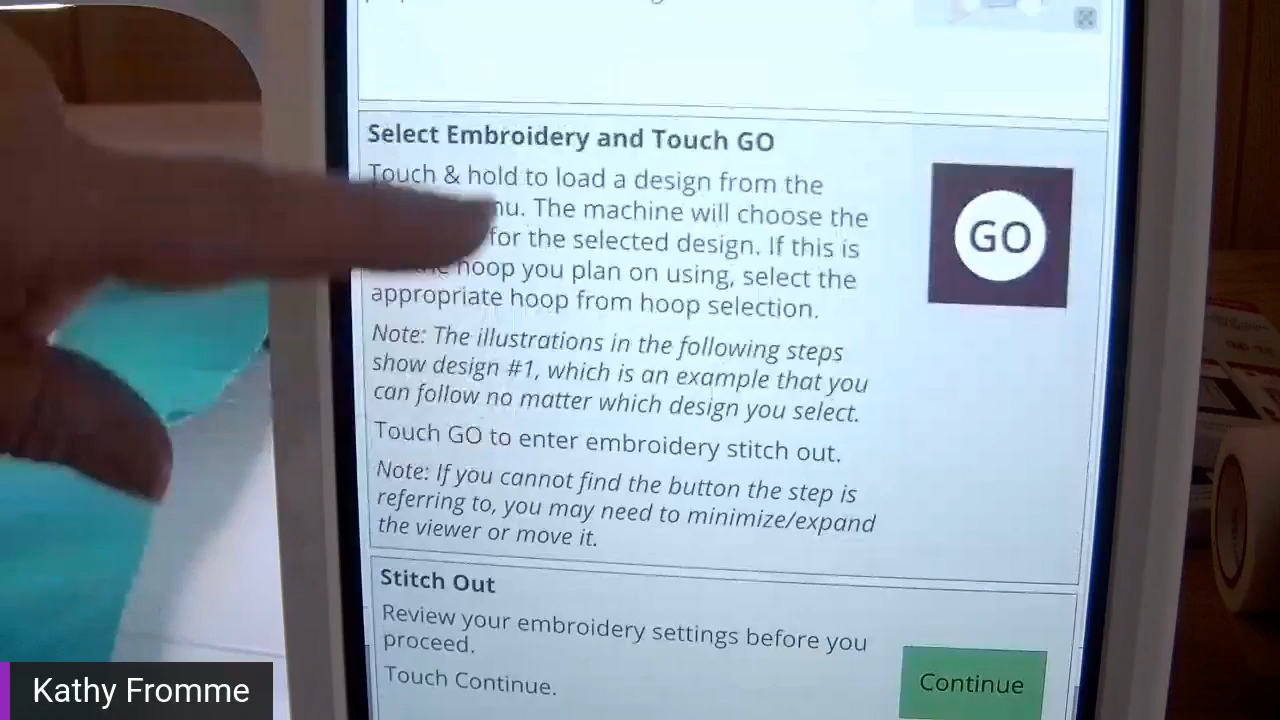 Select Embroidery and Touch GO
Touch & hold to load a design from the
nu. The machine will choose the
for the selected design. If this is
hoop you plan on using, select the
appropriate hoop from hoop selection.
Note: The illustrations in the following steps
show design #1, which is an example that you
can follow no matter which design you select.
Touch GO to enter embroidery stitch out.
Note: If you cannot find the button the step is
referring to, you may need to minimize/expand
the viewer or move it.
GO
Stitch Out
Review your embroidery settings before you
proceed.
Touch Continue.
Continue
Kathy Fromme